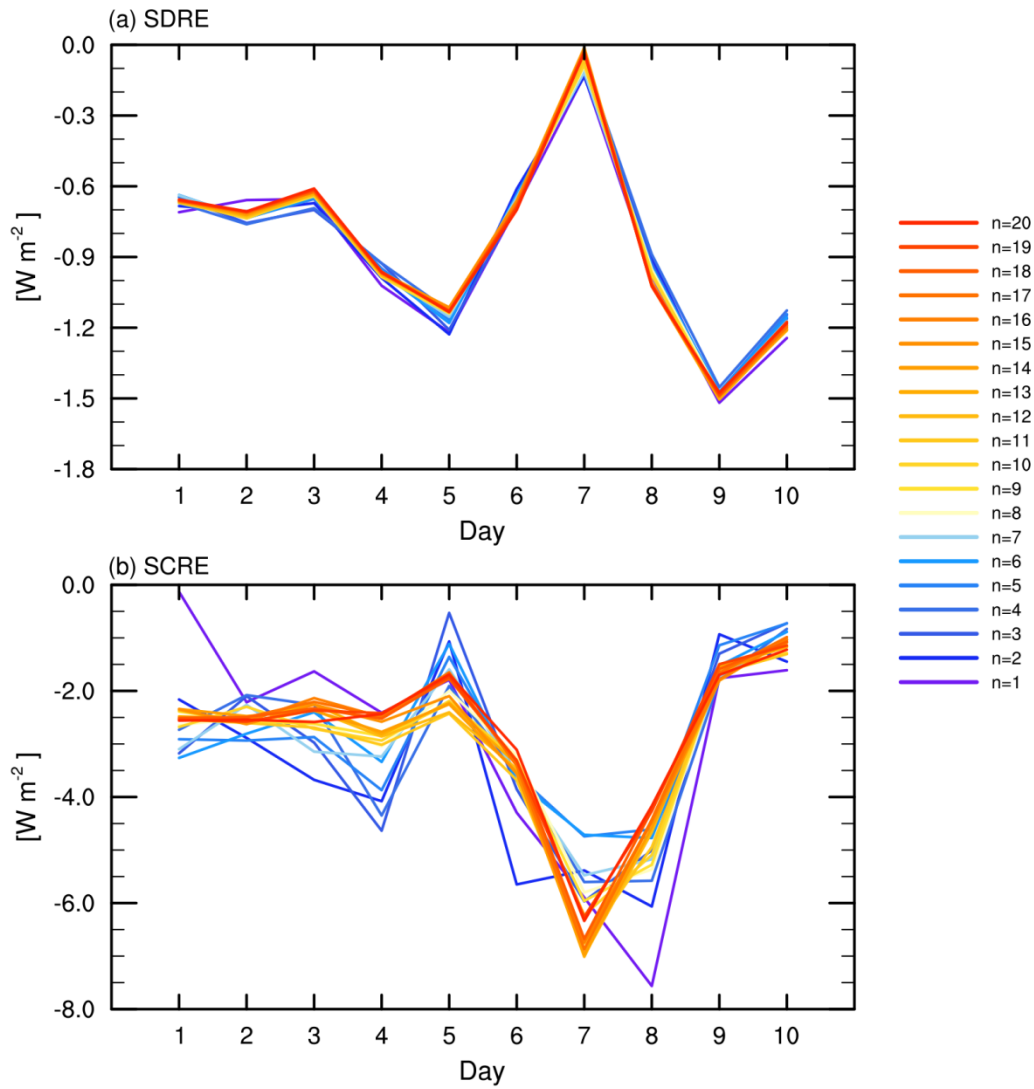 (a) SDRE
0.0
-0.3
-0.6
-0.9
-1.2
-1.5
-1.8
[W m-2 ]
1 2 3 4 5 6 7 8 9 10
Day
(b) SCRE
0.0
-2.0
-4.0
-6.0
-8.0
[W m-2 ]
1 2 3 4 5 6 7 8 9 10
Day
n=20
n=19
n=18
n=17
n=16
n=15
n=14
n=13
n=12
n=11
n=10
n=9
n=8
n=7
n=6
n=5
n=4
n=3
n=2
n=1